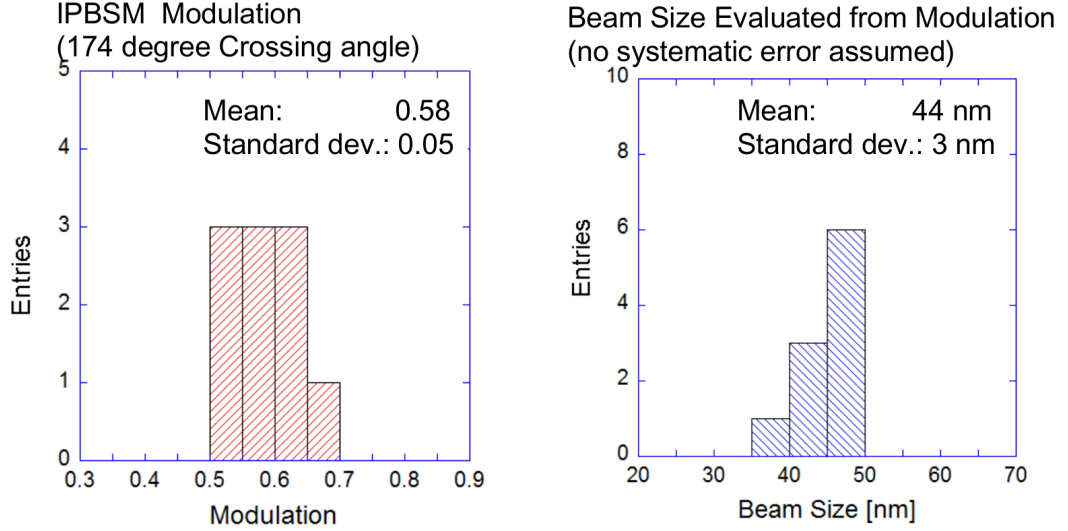 IPBSM  Modulation
(174 degree Crossing angle)
Mean: 0.58
Standard dev.: 0.05
5
4
3
2
1
0
Entries
0.3 0.4 0.5 0.6 0.7 0.8 0.9
Modulation
Beam Size Evaluated from Modulation
(no systematic error assumed)
Mean: 44 nm
Standard dev.: 3 nm
10
8
6
4
2
0
Entries
20 30 40 50 60 70
Beam Size [nm]